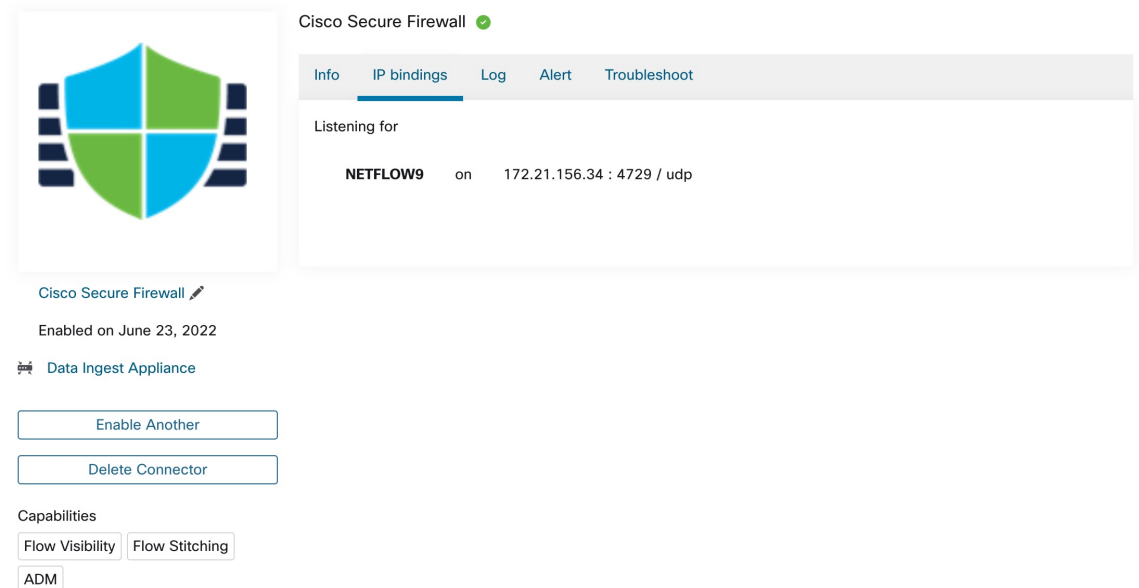 Cisco Secure Firewall
Info IP bindings Log Alert Troubleshoot
Listening for
NETFLOW9 on 172.21.156.34 : 4729 / udp
Cisco Secure Firewall
Enabled on June 23, 2022
Data Ingest Appliance
Enable Another
Delete Connector
Capabilities
Flow Visibility Flow Stitching
ADM